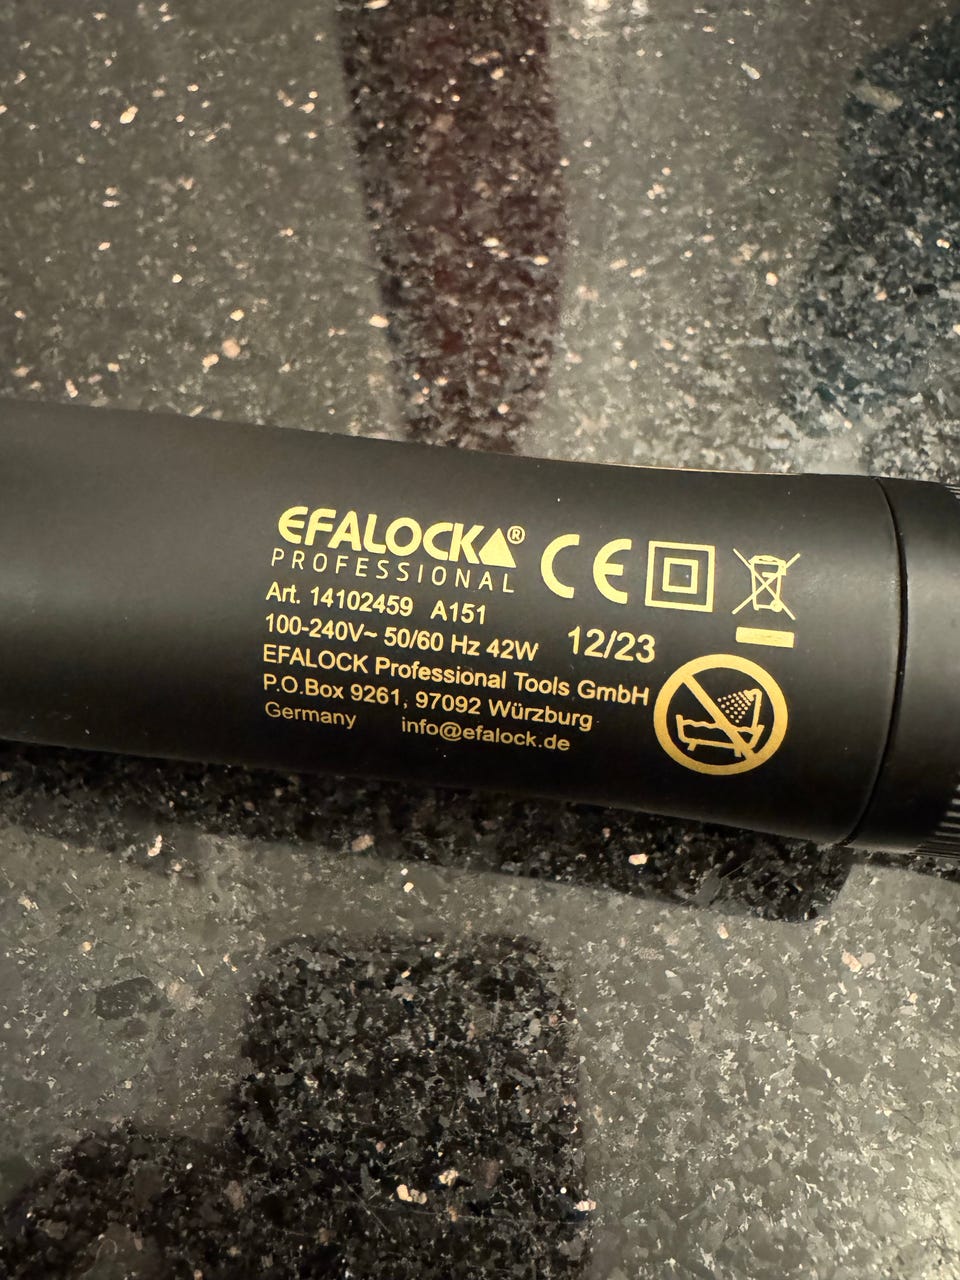 EFALOCK®
PROFESSIONAL
CE
Art. 14102459 A151
100-240V~ 50/60 Hz 42W 12/23
EFALOCK Professional Tools GmbH
P.O.Box 9261, 97092 Würzburg
Germany info@efalock.de